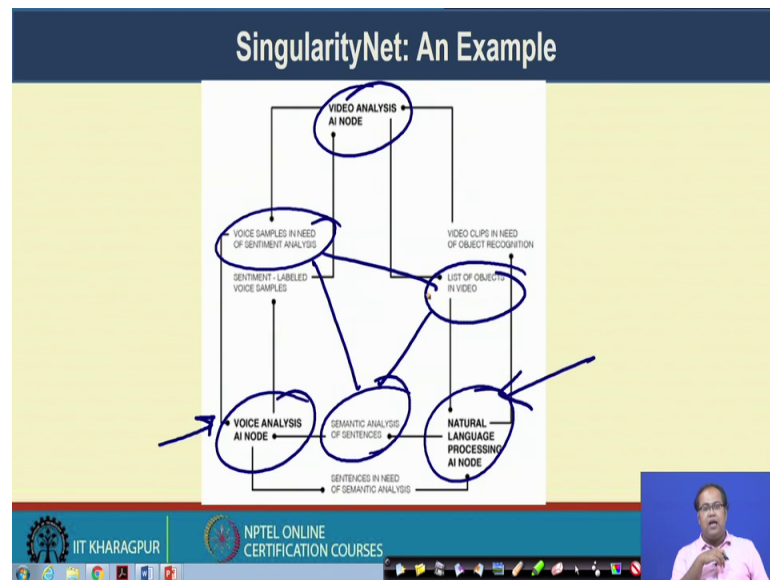 SingularityNet: An Example
VIDEO ANALYSIS
AI NODE
VOICE SAMPLES IN NEED
OF SENTIMENT ANALYSIS
VIDEO CLIPS IN NEED
OF OBJECT RECOGNITION
SENTIMENT - LABELED
VOICE SAMPLES
LIST OF OBJECTS
IN VIDEO
VOICE ANALYSIS
AI NODE
SEMANTIC ANALYSIS
OF SENTENCES
NATURAL
LANGUAGE
PROCESSING
AI NODE
SENTENCES IN NEED
OF SEMANTIC ANALYSIS
IIT KHARAGPUR
NPTEL ONLINE
CERTIFICATION COURSES